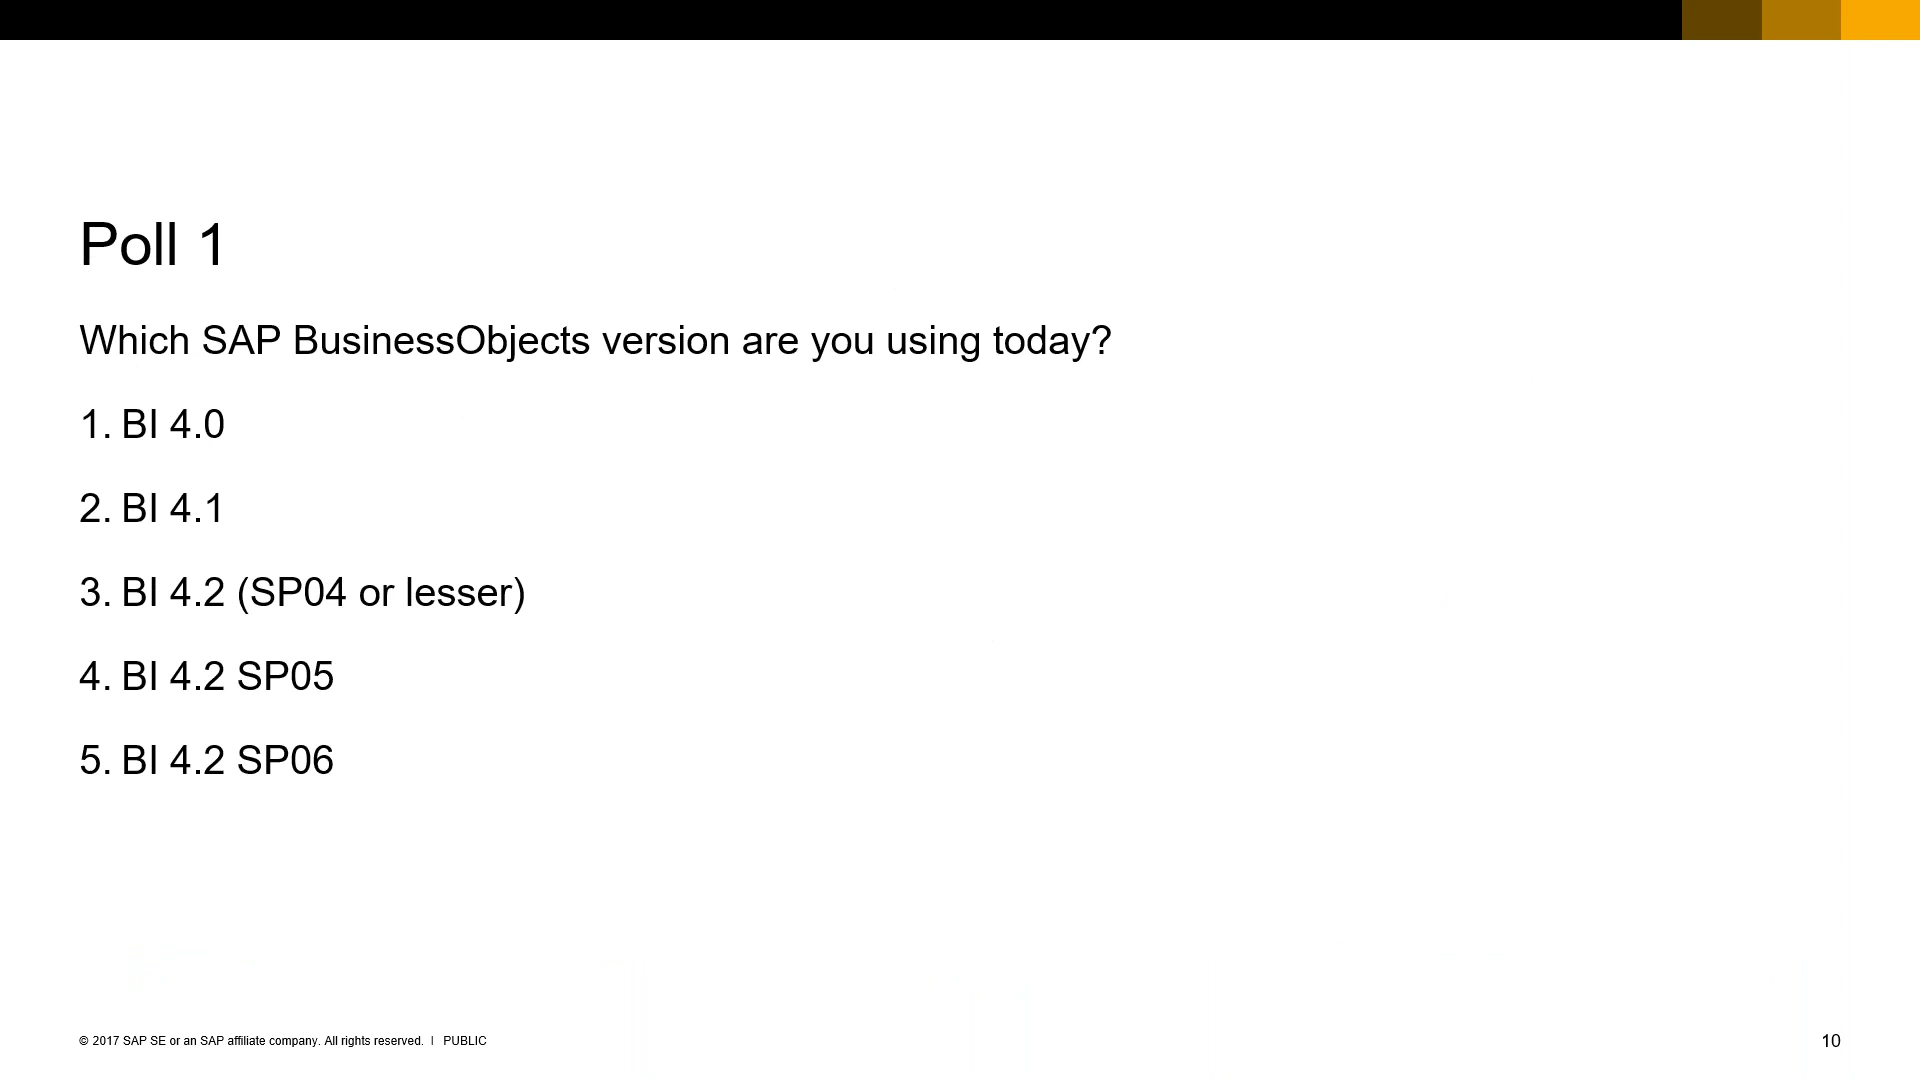 Poll 1
Which SAP BusinessObjects version are you using today?
1. BI 4.0
2. BI 4.1
3. BI 4.2 (SP04 or lesser)
4. BI 4.2 SP05
5. BI 4.2 SP06
© 2017 SAP SE or an SAP affiliate company. All rights reserved. ǀ PUBLIC
10